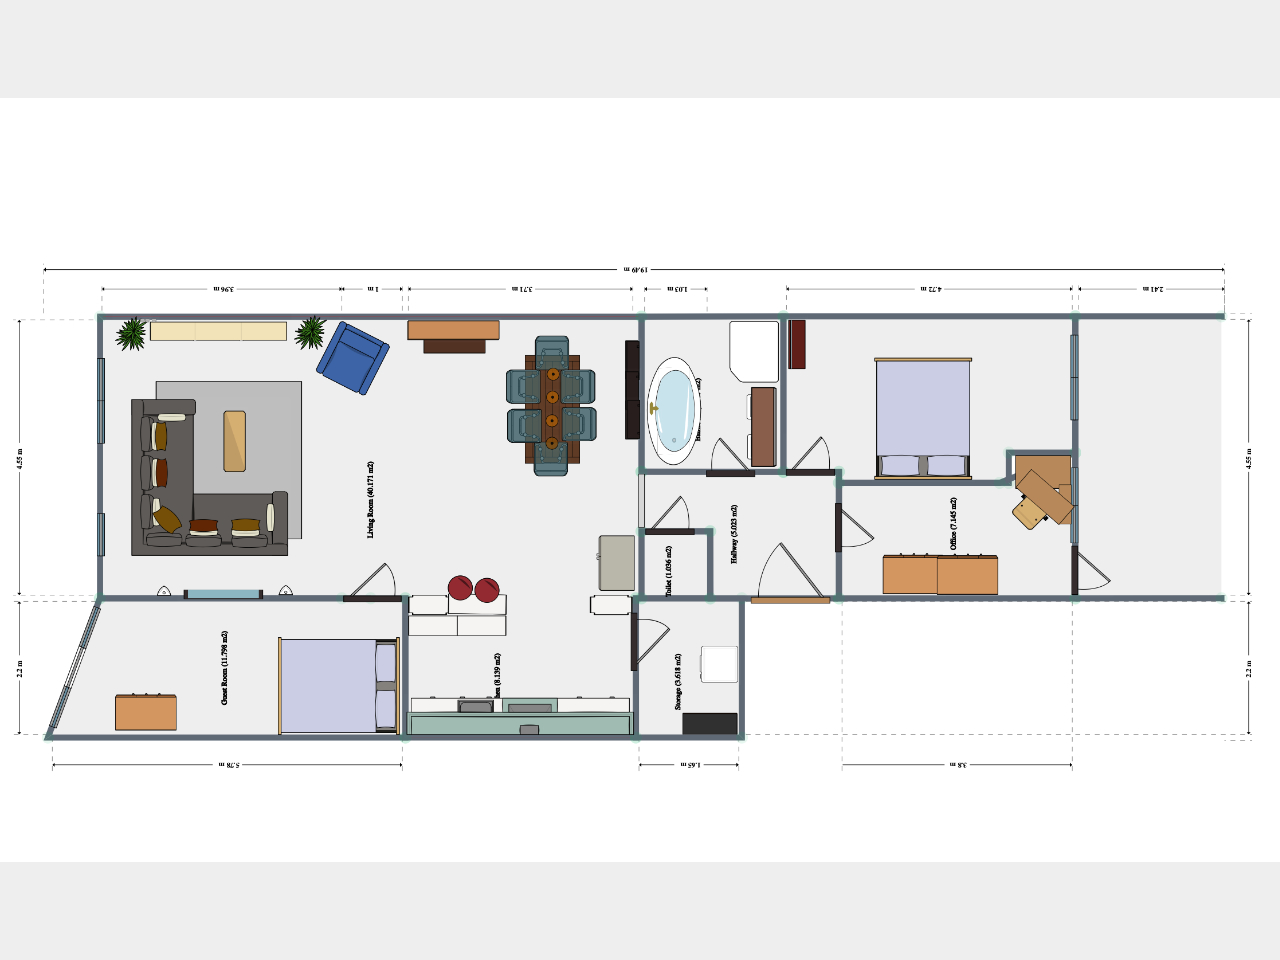 19.49 m
3.96 m
1 m
3.71 m
1.03 m
4.72 m
2.41 m
4.55 m
4.55 m
Living Room (40.171 m2)
m2)
Hallway (5.023 m2)
Office (7.145 m2)
Toilet (1.036 m2)
2.2 m
Guest Room (11.798 m2)
(8.139 m2)
Storage (3.618 m2)
2.2 m
5.78 m
1.65 m
3.8 m